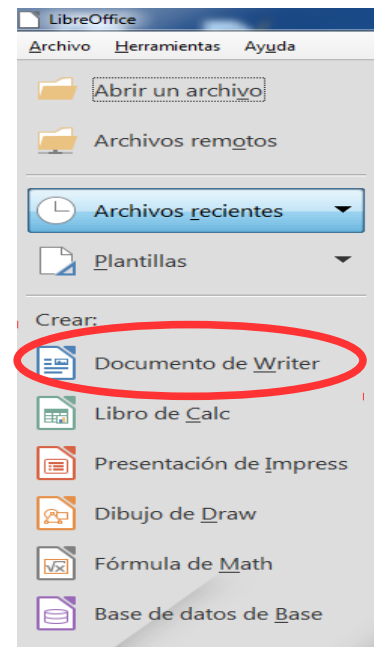 LibreOffice
Archivo Herramientas Ayuda
Abrir un archivo
Archivos remotos
Archivos recientes
Plantillas
Crear:
Documento de Writer
Libro de Calc
Presentación de Impress
Dibujo de Draw
Fórmula de Math
Base de datos de Base